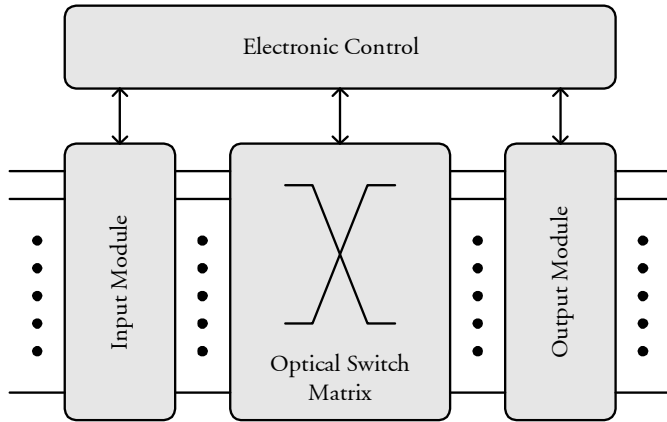 Electronic Control
Input Module
Optical Switch
Matrix
Output Module